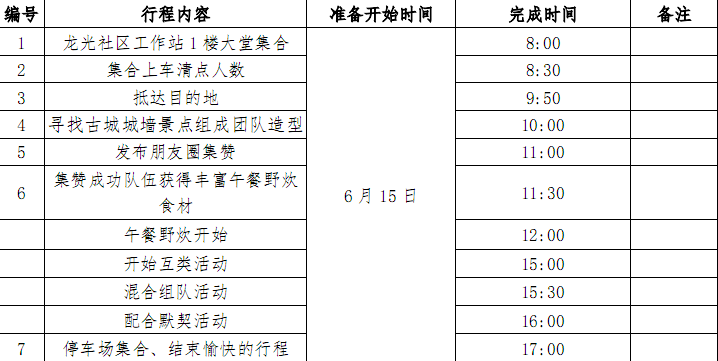 编号 行程内容 准备开始时间 完成时间 备注
1 龙光社区工作站1楼大堂集合 8:00
2 集合上车清点人数 8:30
3 抵达目的地 9:50
4 寻找古城城墙景点组成团队造型 10:00
5 发布朋友圈集赞 11:00
6 集赞成功队伍获得丰富午餐野炊 6月15日 11:30
食材
午餐野炊开始 12:00
开始互类活动 15:00
混合组队活动 15:30
配合默契活动 16:00
7 停车场集合、结束愉快的行程 17:00